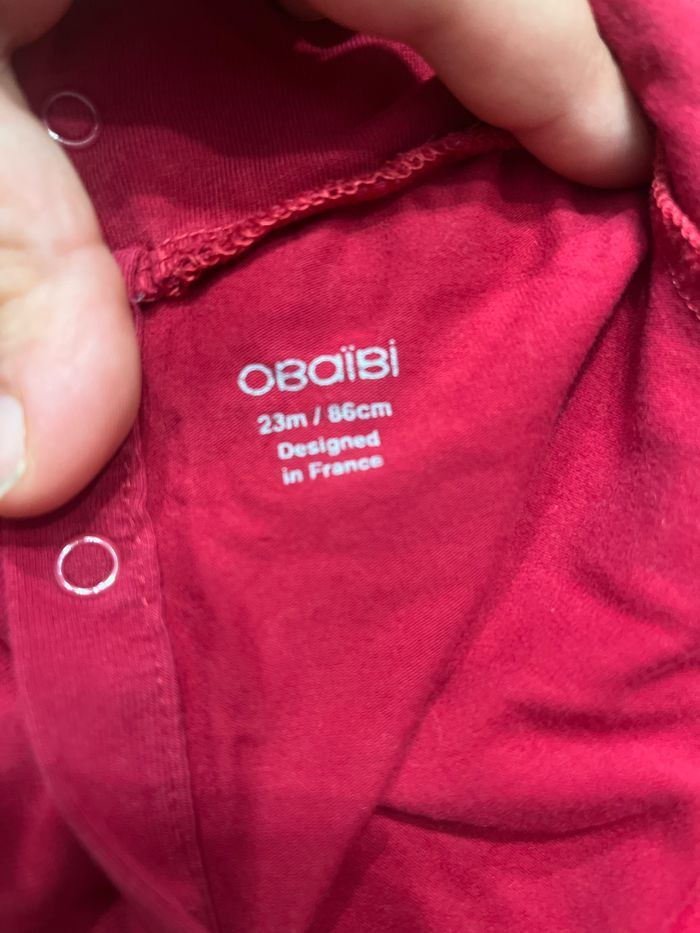 OBaïBi
23m / 86cm
Designed
in France